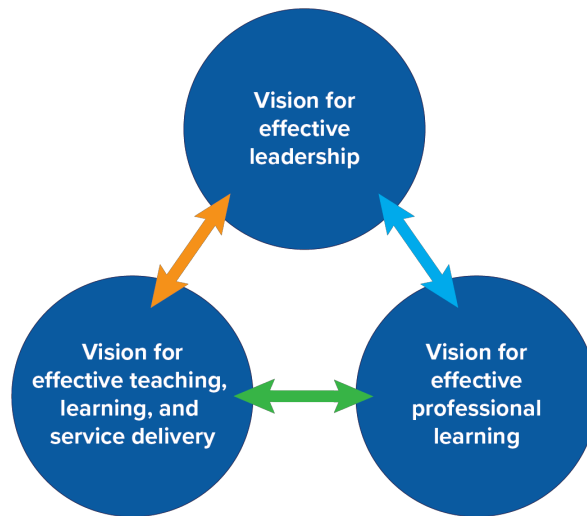 Vision for
effective
leadership
Vision for
effective teaching,
learning, and
service delivery
Vision for
effective
professional
learning